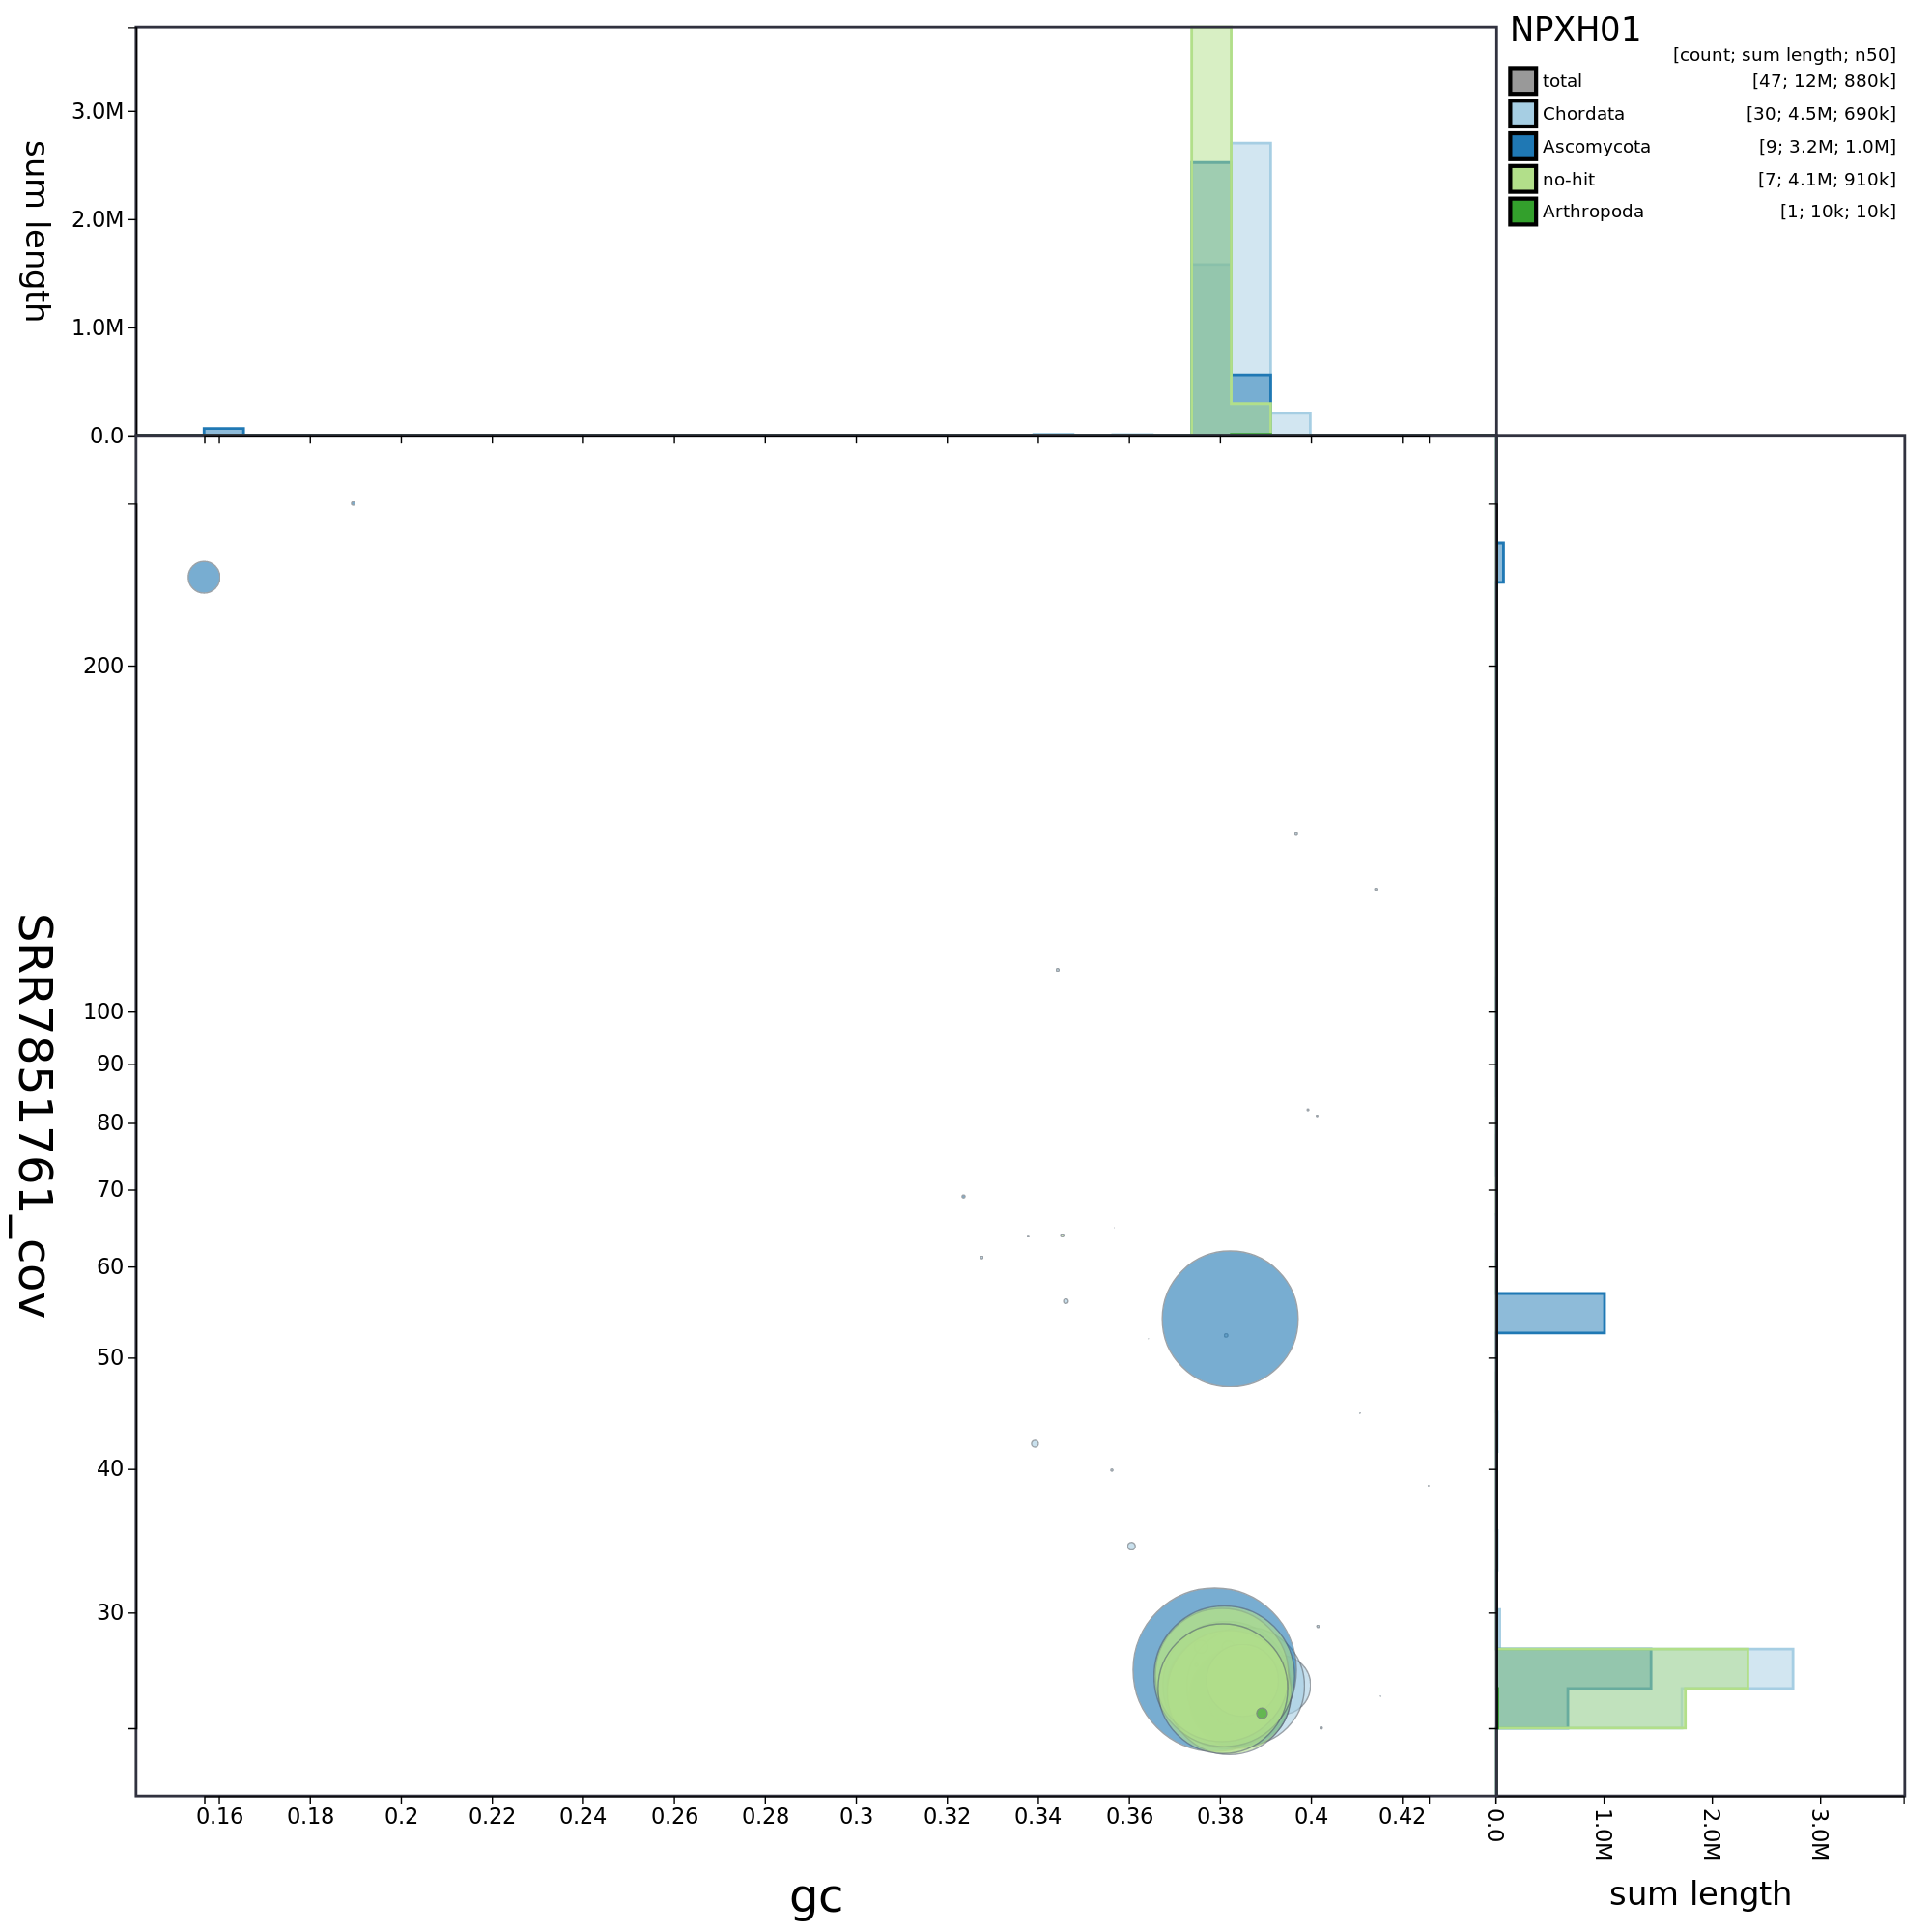 NPXH01
[count; sum length; n50]
total [47; 12M; 880k]
Chordata [30; 4.5M; 690k]
Ascomycota [9; 3.2M; 1.0M]
no-hit [7; 4.1M; 910k]
Arthropoda [1; 10k; 10k]
sum length
3.0M
2.0M
1.0M
0.0
SRR7851761_cov
200
100
90
80
70
60
50
40
30
0.16 0.18 0.2 0.22 0.24 0.26 0.28 0.3 0.32 0.34 0.36 0.38 0.4 0.42
gc
0.0 1.0M 2.0M 3.0M
sum length